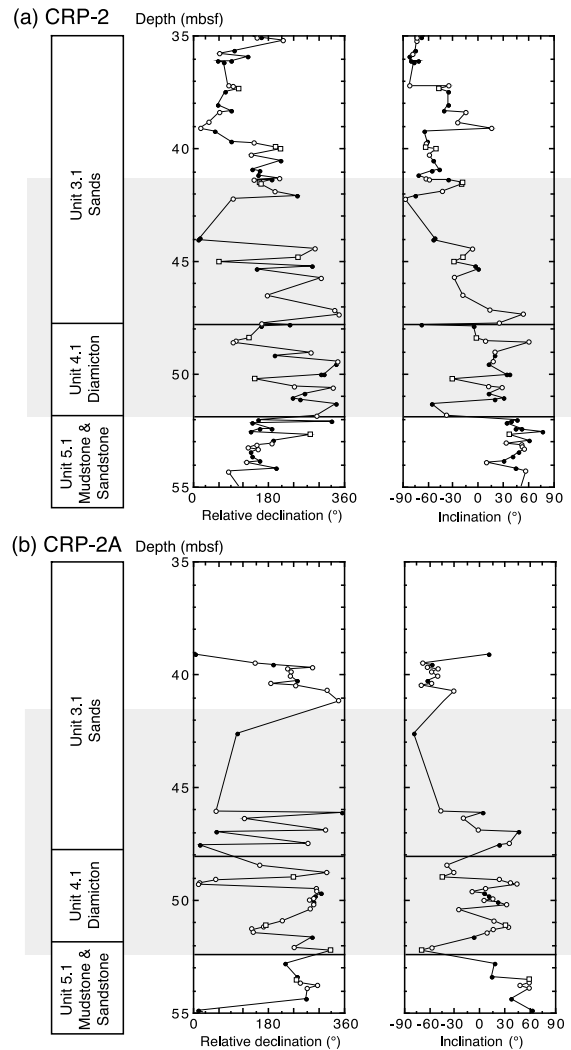 (a) CRP-2
Depth (mbsf)
35
40
45
50
55
Unit 3.1
Sands
Unit 4.1
Diamicton
Unit 5.1
Mudstone &
Sandstone
0 180 360
Relative declination (°)
-90 -60 -30 0 30 60 90
Inclination (°)
(b) CRP-2A
Depth (mbsf)
35
40
45
50
55
Unit 3.1
Sands
Unit 4.1
Diamicton
Unit 5.1
Mudstone &
Sandstone
0 180 360
Relative declination (°)
-90 -60 -30 0 30 60 90
Inclination (°)